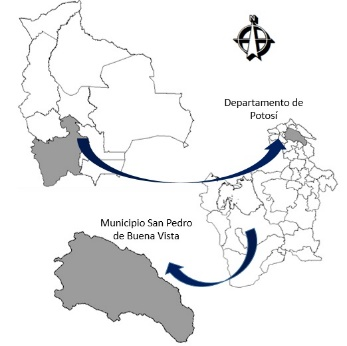 Departamento de
Potosí
Municipio San Pedro
de Buena Vista